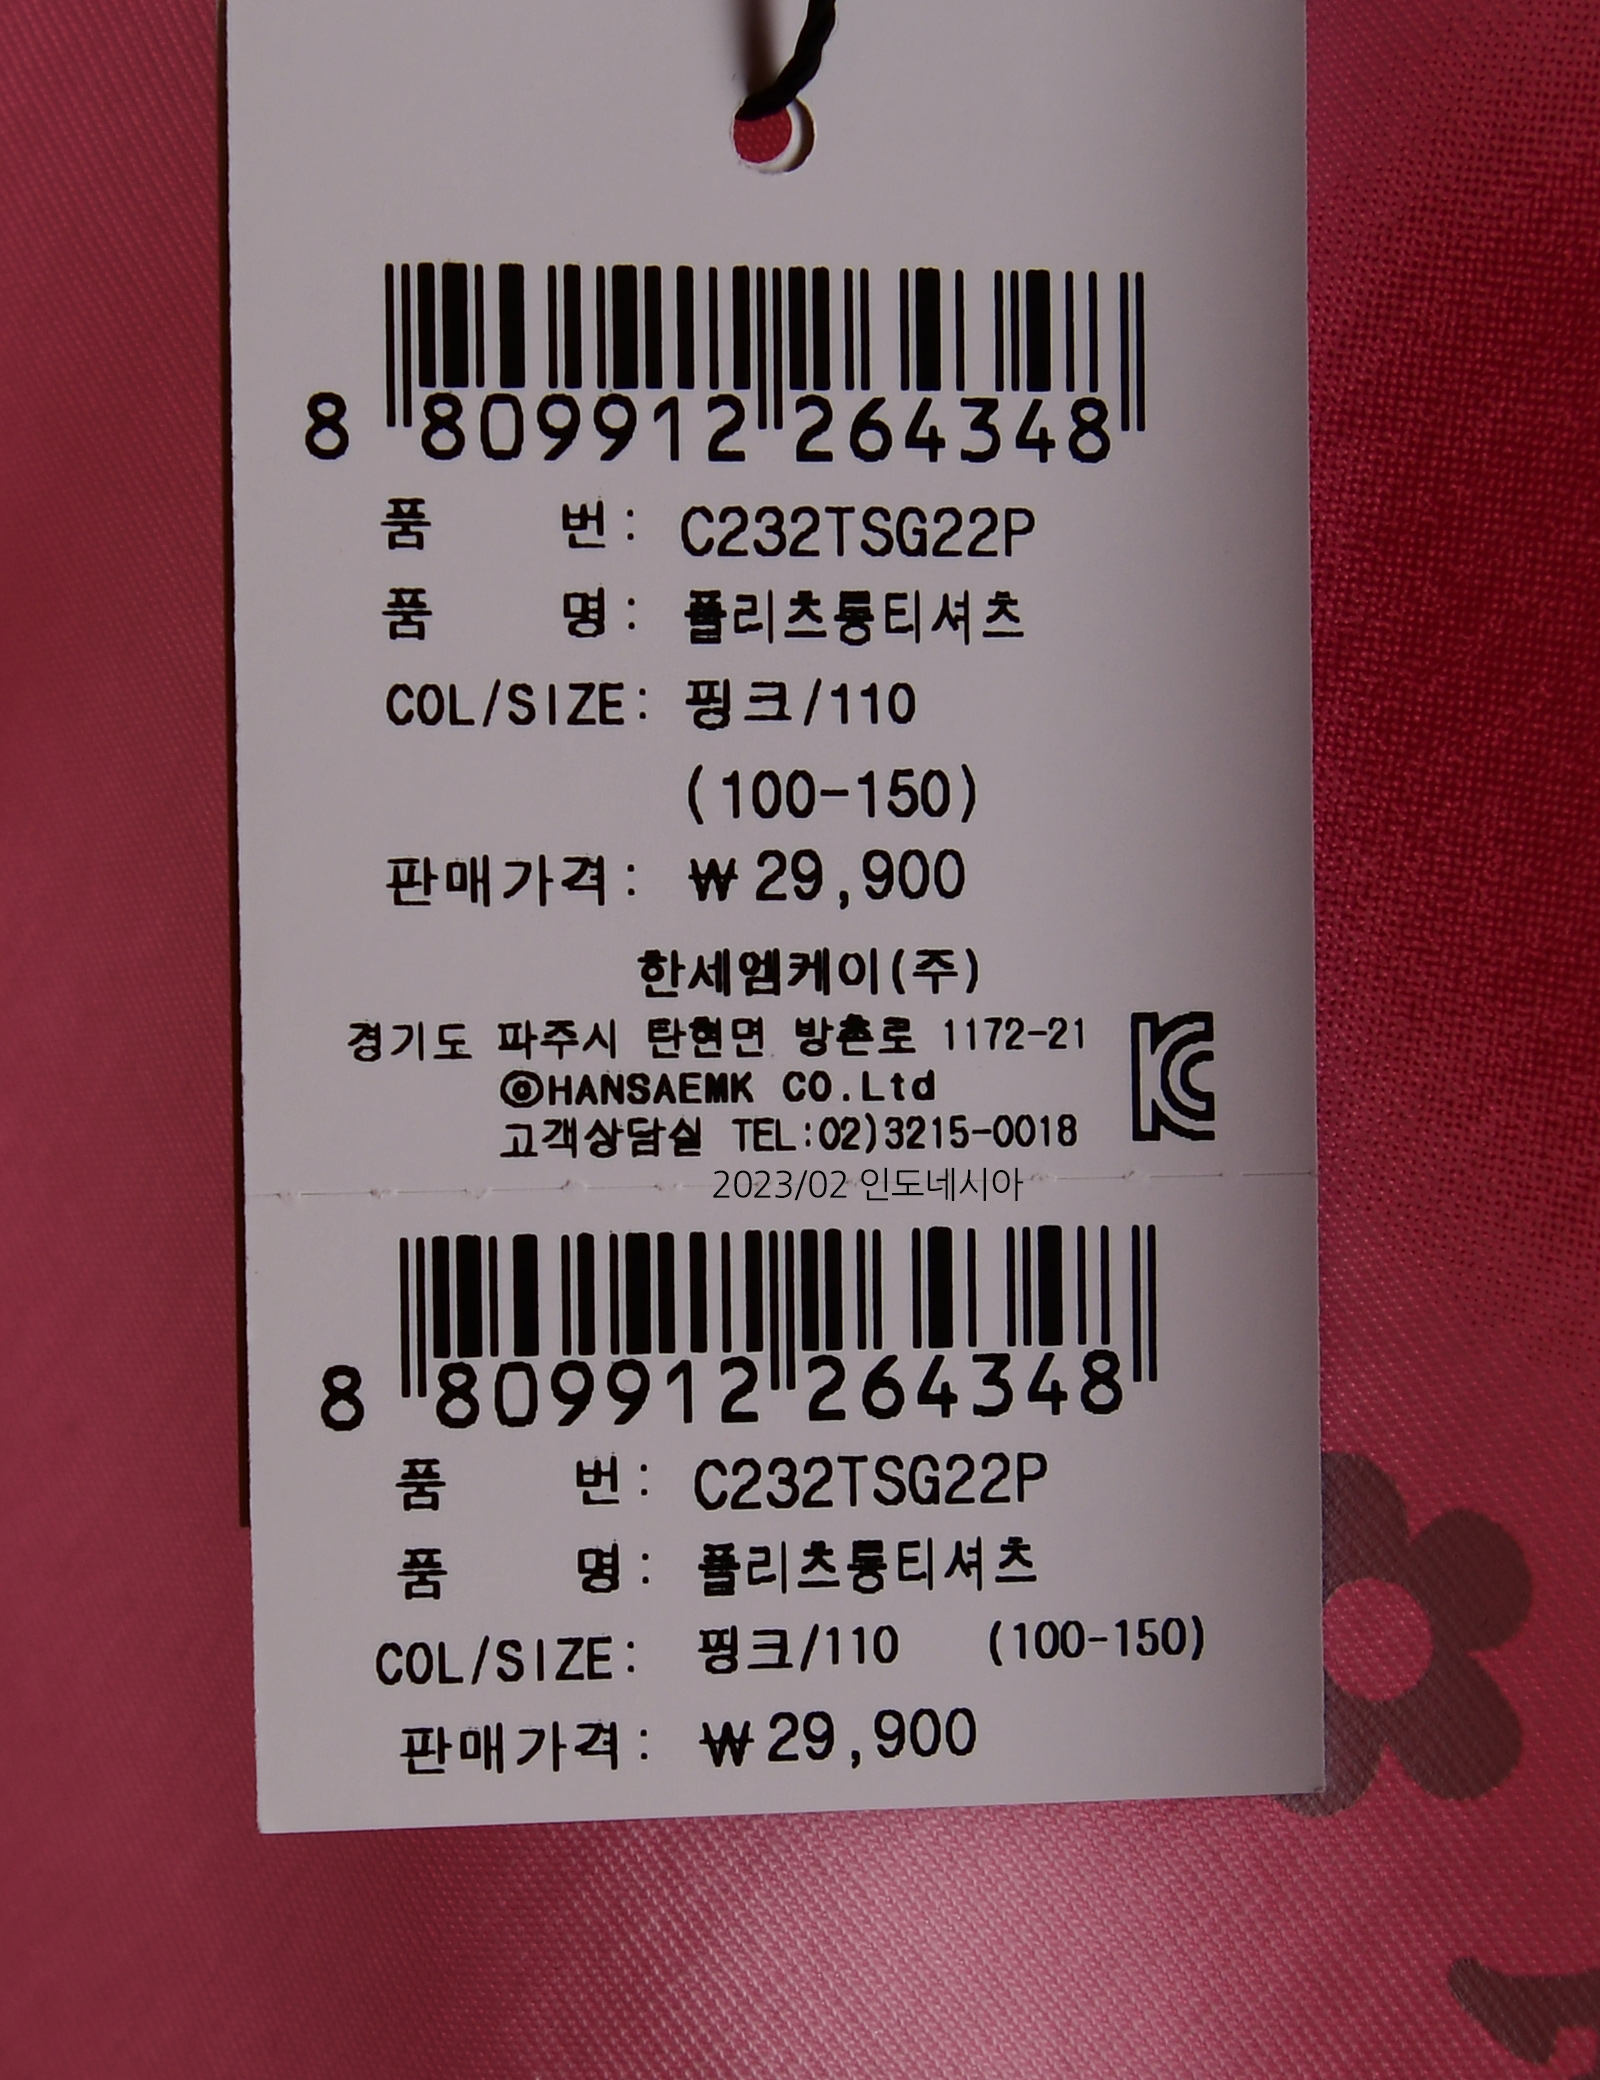 8 809912 264348
품 번: C232TSG22P
품 명: 플리츠통티셔츠
COL/SIZE: 핑크/110
(100-150)
판매가격: ₩29,900
한세엠케이(주)
경기도 파주시 탄현면 방촌로 1172-21
©HANSAEMK CO.Ltd
고객상담실 TEL:02)3215-0018
KC
2023/02 인도네시아
8 809912 264348
품 번: C232TSG22P
품 명: 플리츠통티셔츠
COL/SIZE: 핑크/110 (100-150)
판매가격: ₩29,900